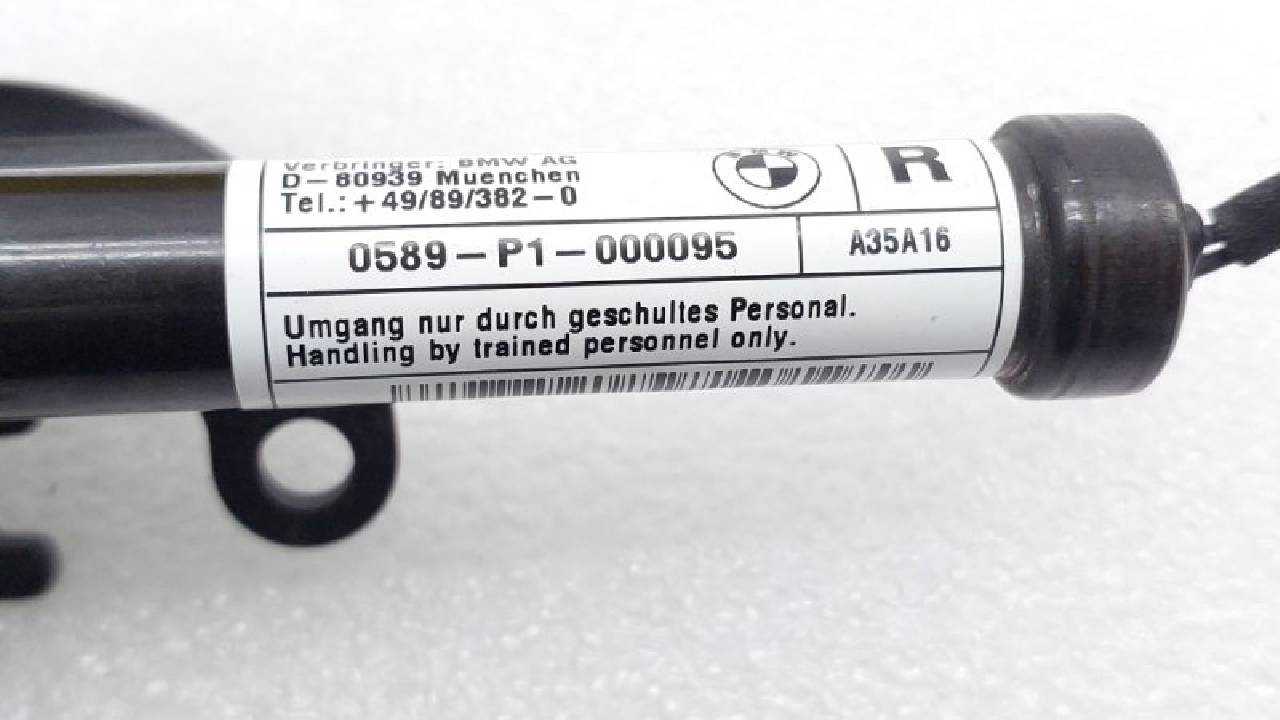 Verbringer: BMW AG
D-80939 Muenchen
Tel.: +49/89/382-0
BMW
R
0589-P1-000095
A35A16
Umgang nur durch geschultes Personal.
Handling by trained personnel only.